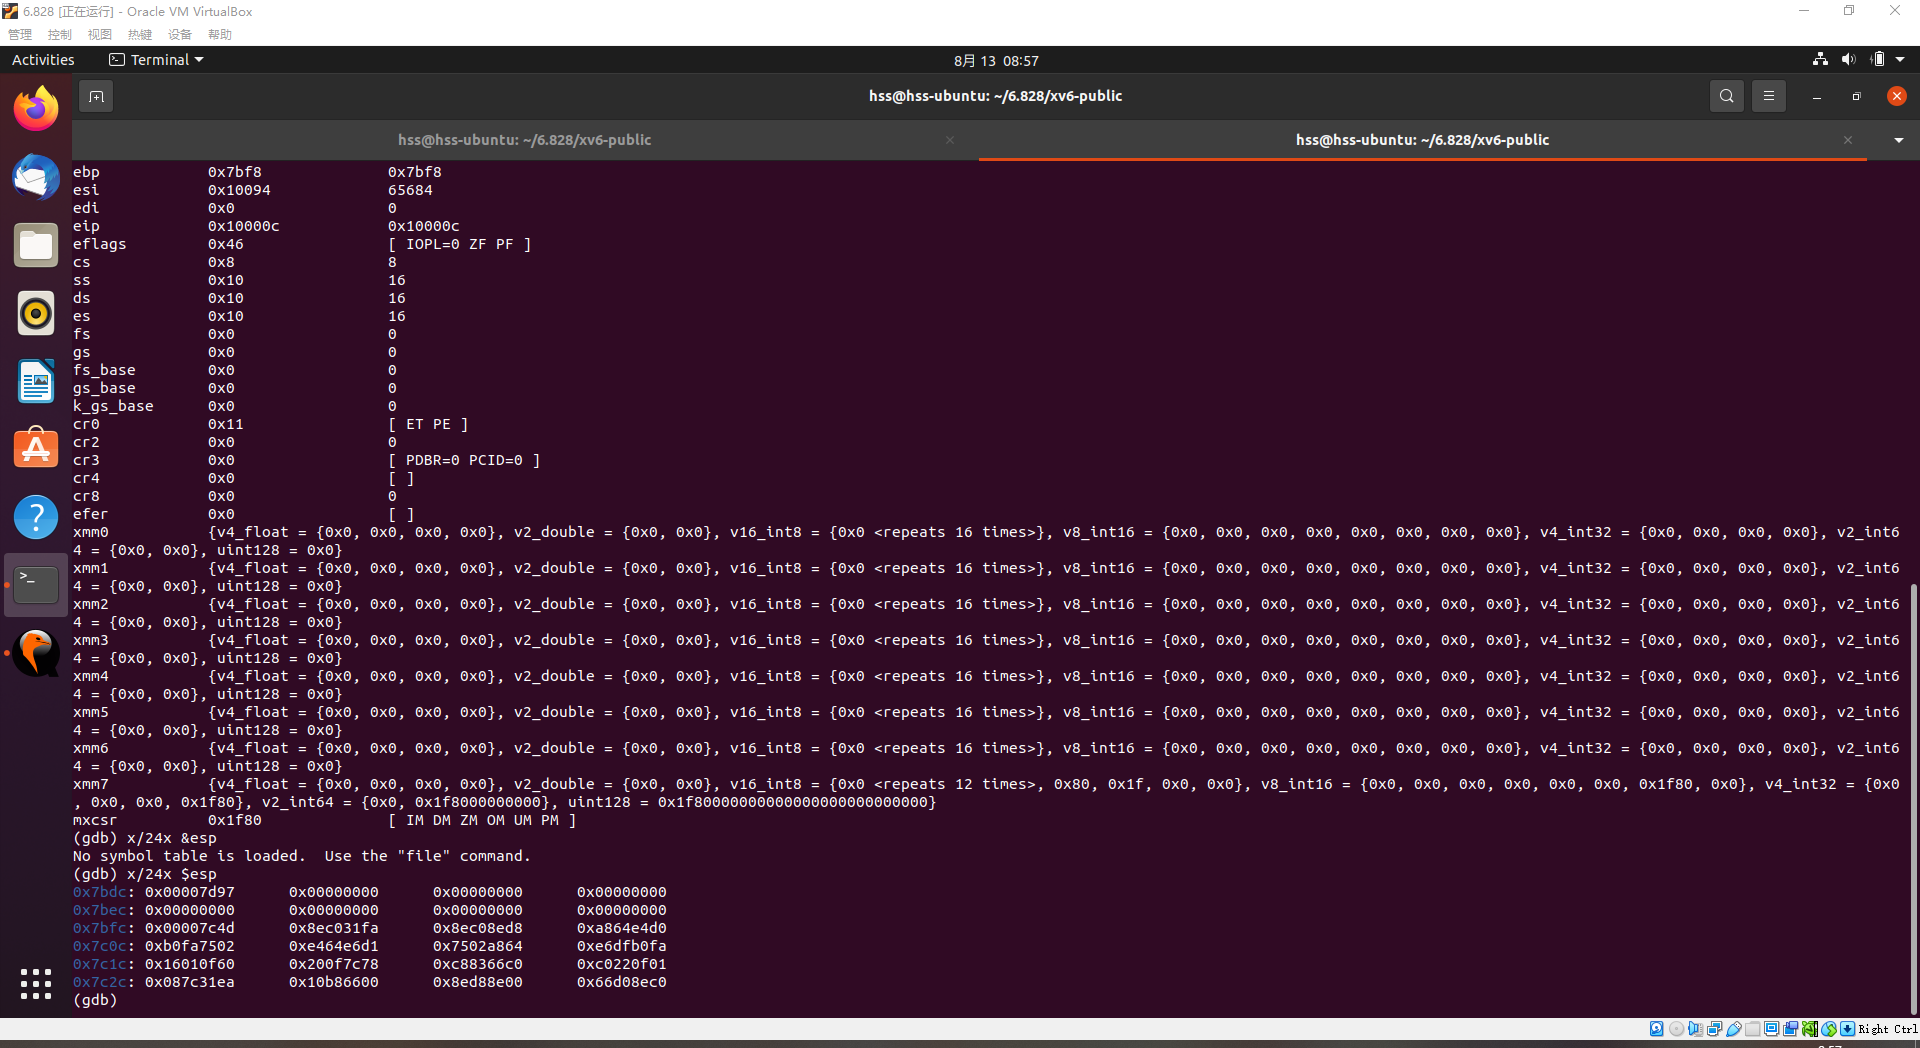 6.828 [正在运行] - Oracle VM VirtualBox
管理 控制 视图 热键 设备 帮助
Activities Terminal 8月 13 08:57
hss@hss-ubuntu: ~/6.828/xv6-public
hss@hss-ubuntu: ~/6.828/xv6-public hss@hss-ubuntu: ~/6.828/xv6-public
ebp 0x7bf8 0x7bf8
esi 0x10094 65684
edi 0x0 0
eip 0x10000c 0x10000c
eflags 0x46 [ IOPL=0 ZF PF ]
cs 0x8 8
ss 0x10 16
ds 0x10 16
es 0x10 16
fs 0x0 0
gs 0x0 0
fs_base 0x0 0
gs_base 0x0 0
k_gs_base 0x0 0
cr0 0x11 [ ET PE ]
cr2 0x0 0
cr3 0x0 [ PDBR=0 PCID=0 ]
cr4 0x0 [ ]
cr8 0x0 0
efer 0x0 [ ]
xmm0 {v4_float = {0x0, 0x0, 0x0, 0x0}, v2_double = {0x0, 0x0}, v16_int8 = {0x0 <repeats 16 times>}, v8_int16 = {0x0, 0x0, 0x0, 0x0, 0x0, 0x0, 0x0, 0x0}, v4_int32 = {0x0, 0x0, 0x0, 0x0}, v2_int6
4 = {0x0, 0x0}, uint128 = 0x0}
xmm1 {v4_float = {0x0, 0x0, 0x0, 0x0}, v2_double = {0x0, 0x0}, v16_int8 = {0x0 <repeats 16 times>}, v8_int16 = {0x0, 0x0, 0x0, 0x0, 0x0, 0x0, 0x0, 0x0}, v4_int32 = {0x0, 0x0, 0x0, 0x0}, v2_int6
4 = {0x0, 0x0}, uint128 = 0x0}
xmm2 {v4_float = {0x0, 0x0, 0x0, 0x0}, v2_double = {0x0, 0x0}, v16_int8 = {0x0 <repeats 16 times>}, v8_int16 = {0x0, 0x0, 0x0, 0x0, 0x0, 0x0, 0x0, 0x0}, v4_int32 = {0x0, 0x0, 0x0, 0x0}, v2_int6
4 = {0x0, 0x0}, uint128 = 0x0}
xmm3 {v4_float = {0x0, 0x0, 0x0, 0x0}, v2_double = {0x0, 0x0}, v16_int8 = {0x0 <repeats 16 times>}, v8_int16 = {0x0, 0x0, 0x0, 0x0, 0x0, 0x0, 0x0, 0x0}, v4_int32 = {0x0, 0x0, 0x0, 0x0}, v2_int6
4 = {0x0, 0x0}, uint128 = 0x0}
xmm4 {v4_float = {0x0, 0x0, 0x0, 0x0}, v2_double = {0x0, 0x0}, v16_int8 = {0x0 <repeats 16 times>}, v8_int16 = {0x0, 0x0, 0x0, 0x0, 0x0, 0x0, 0x0, 0x0}, v4_int32 = {0x0, 0x0, 0x0, 0x0}, v2_int6
4 = {0x0, 0x0}, uint128 = 0x0}
xmm5 {v4_float = {0x0, 0x0, 0x0, 0x0}, v2_double = {0x0, 0x0}, v16_int8 = {0x0 <repeats 16 times>}, v8_int16 = {0x0, 0x0, 0x0, 0x0, 0x0, 0x0, 0x0, 0x0}, v4_int32 = {0x0, 0x0, 0x0, 0x0}, v2_int6
4 = {0x0, 0x0}, uint128 = 0x0}
xmm6 {v4_float = {0x0, 0x0, 0x0, 0x0}, v2_double = {0x0, 0x0}, v16_int8 = {0x0 <repeats 16 times>}, v8_int16 = {0x0, 0x0, 0x0, 0x0, 0x0, 0x0, 0x0, 0x0}, v4_int32 = {0x0, 0x0, 0x0, 0x0}, v2_int6
4 = {0x0, 0x0}, uint128 = 0x0}
xmm7 {v4_float = {0x0, 0x0, 0x0, 0x0}, v2_double = {0x0, 0x0}, v16_int8 = {0x0 <repeats 12 times>, 0x80, 0x1f, 0x0, 0x0}, v8_int16 = {0x0, 0x0, 0x0, 0x0, 0x0, 0x0, 0x1f80, 0x0}, v4_int32 = {0x0
, 0x0, 0x0, 0x1f80}, v2_int64 = {0x0, 0x1f8000000000}, uint128 = 0x1f80000000000000000000000000}
mxcsr 0x1f80 [ IM DM ZM OM UM PM ]
(gdb) x/24x &esp
No symbol table is loaded.  Use the "file" command.
(gdb) x/24x $esp
0x7bdc: 0x00007d97 0x00000000 0x00000000 0x00000000
0x7bec: 0x00000000 0x00000000 0x00000000 0x00000000
0x7bfc: 0x00007c4d 0x8ec031fa 0x8ec08ed8 0xa864e4d0
0x7c0c: 0xb0fa7502 0xe464e6d1 0x7502a864 0xe6dfb0fa
0x7c1c: 0x16010f60 0x200f7c78 0xc88366c0 0xc0220f01
0x7c2c: 0x087c31ea 0x10b86600 0x8ed88e00 0x66d08ec0
(gdb)
Right Ctrl